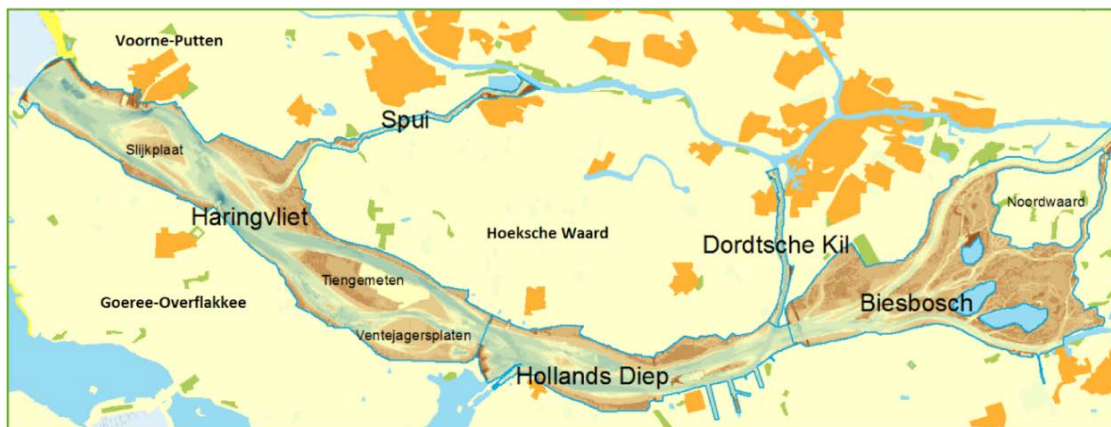 Voorne-Putten
Spui
Slijkplaat
Noordwaard
Haringvliet
Hoeksche Waard
Dordtsche Kil
Tiengemeten
Goeree-Overflakkee
Biesbosch
Ventejagersplaten
Hollands Diep